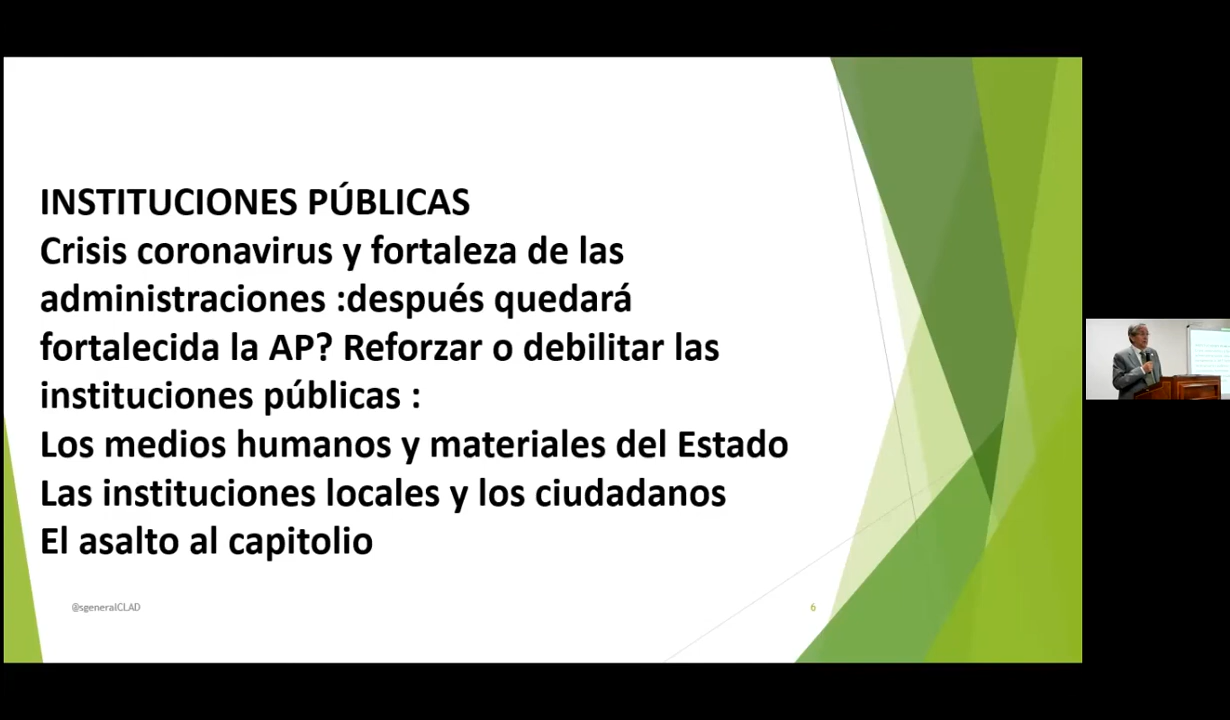 INSTITUCIONES PÚBLICAS
Crisis coronavirus y fortaleza de las
administraciones :después quedará
fortalecida la AP? Reforzar o debilitar las
instituciones públicas :
Los medios humanos y materiales del Estado
Las instituciones locales y los ciudadanos
El asalto al capitolio
@sgeneralCLAD
6